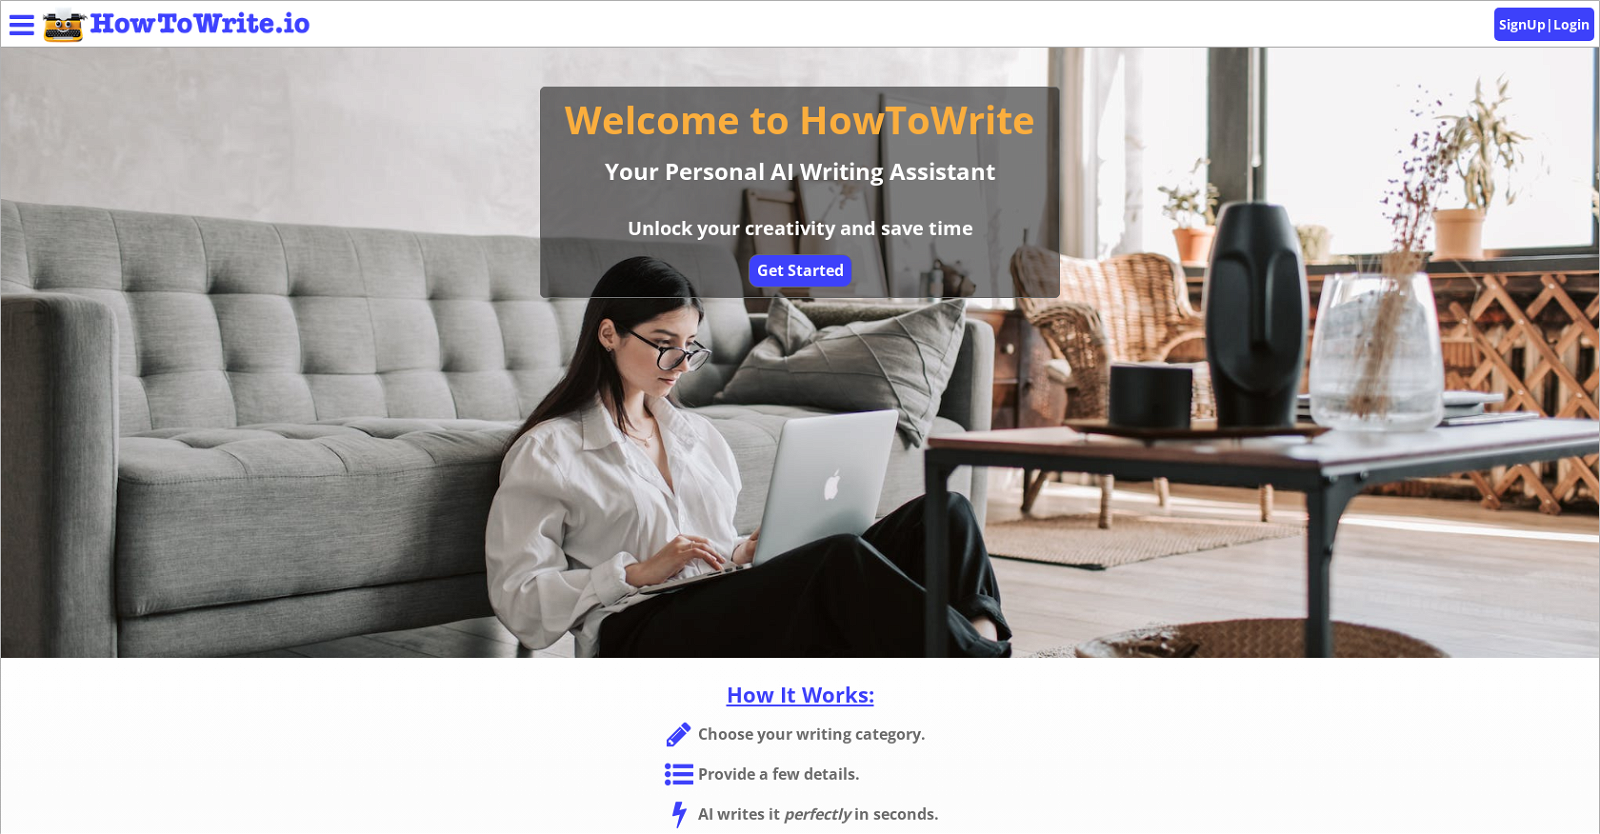 HowToWrite.io
SignUp|Login
Welcome to HowToWrite
Your Personal AI Writing Assistant
Unlock your creativity and save time
Get Started
How It Works:
Choose your writing category.
Provide a few details.
AI writes it perfectly in seconds.